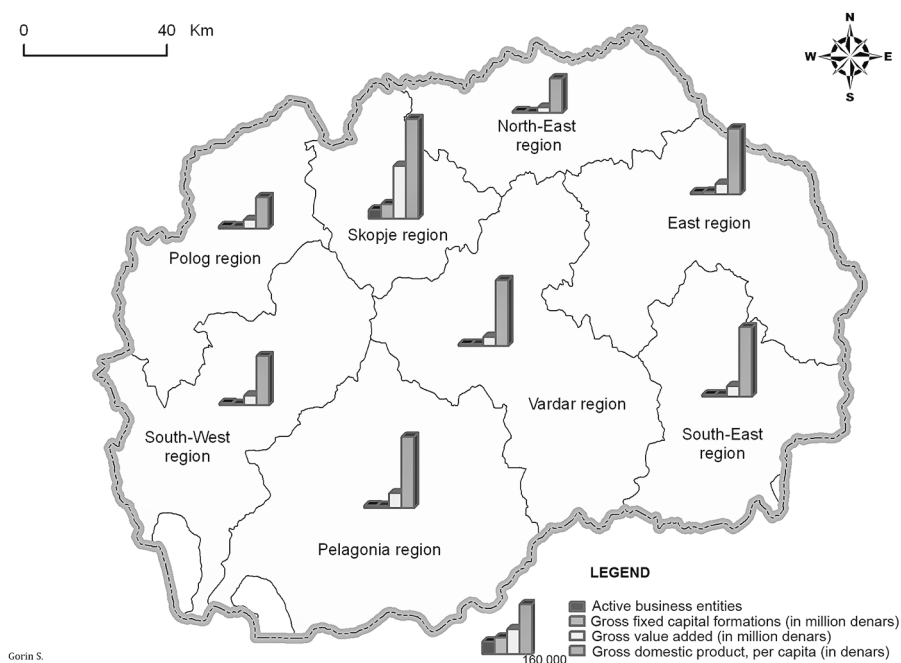 0 40 Km
N
W E
S
North-East
region
Skopje region
East region
Polog region
Vardar region
South-West
region
South-East
region
Pelagonia region
LEGEND
Active business entities
Gross fixed capital formations (in million denars)
Gross value added (in million denars)
Gross domestic product, per capita (in denars)
160 000
Gorin S.